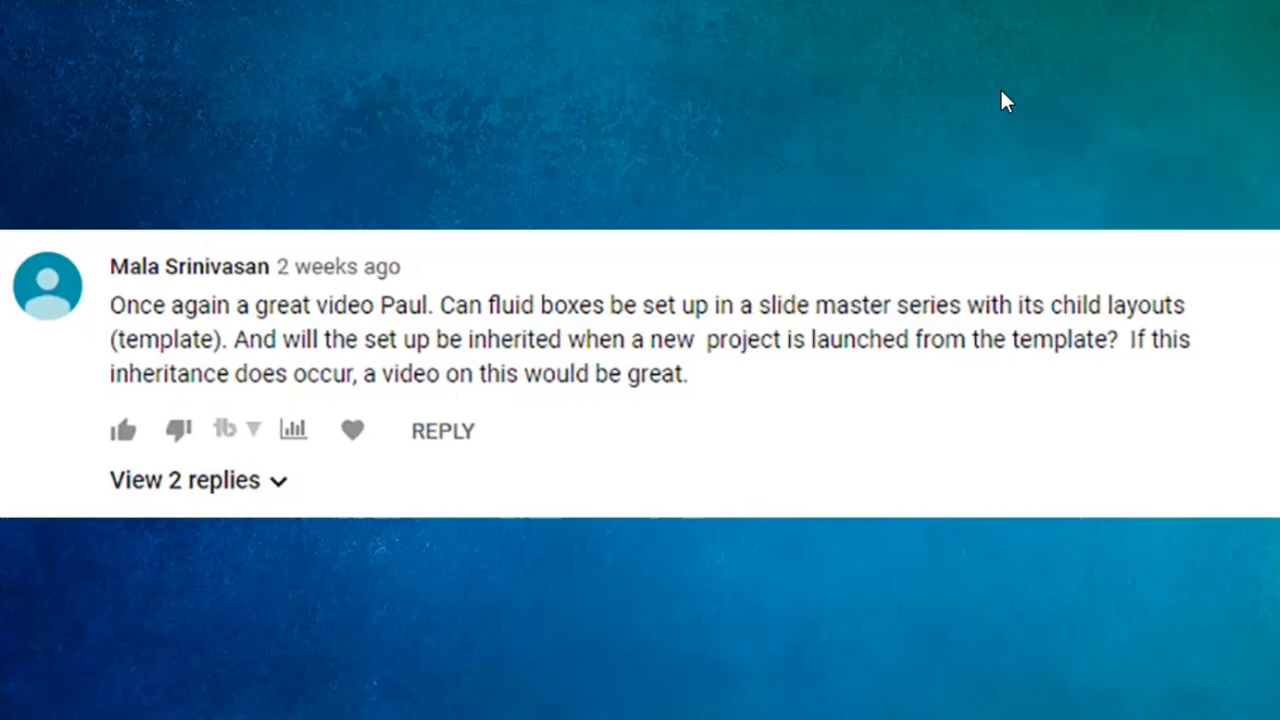 Mala Srinivasan 2 weeks ago
Once again a great video Paul. Can fluid boxes be set up in a slide master series with its child layouts
(template). And will the set up be inherited when a new  project is launched from the template?  If this
inheritance does occur, a video on this would be great.
tb
REPLY
View 2 replies